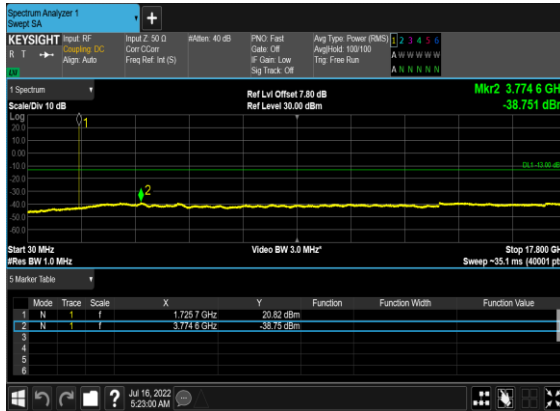 Spectrum Analyzer 1
Swept SA
+
KEYSIGHT Input: RF Input Z: 50 Ω #Atten: 40 dB PNO: Fast Avg Type: Power (RMS) 1 2 3 4 5 6
R T Coupling: DC Corr CCorr Gate: Off Avg|Hold: 100/100 A W W W W W
Align: Auto Freq Ref: Int (S) IF Gain: Low Trig: Free Run
LXI Sig Track: Off A N N N N N
1 Spectrum Ref Lvl Offset 7.80 dB Mkr2 3.774 6 GH
Scale/Div 10 dB Ref Level 30.00 dBm -38.751 dBr
Log 1
20.0
10.0
0.00
-10.0 DL1 -13.00 dB
-20.0
-30.0 2
-40.0
-50.0
-60.0
Start 30 MHz Video BW 3.0 MHz* Stop 17.800 GH
#Res BW 1.0 MHz Sweep ~35.1 ms (40001 pt
5 Marker Table
Mode Trace Scale X Y Function Function Width Function Value
1 N 1 f 1.725 7 GHz 20.82 dBm
2 N 1 f 3.774 6 GHz -38.75 dBm
3
4
5
6
? Jul 16, 2022
5:23:00 AM